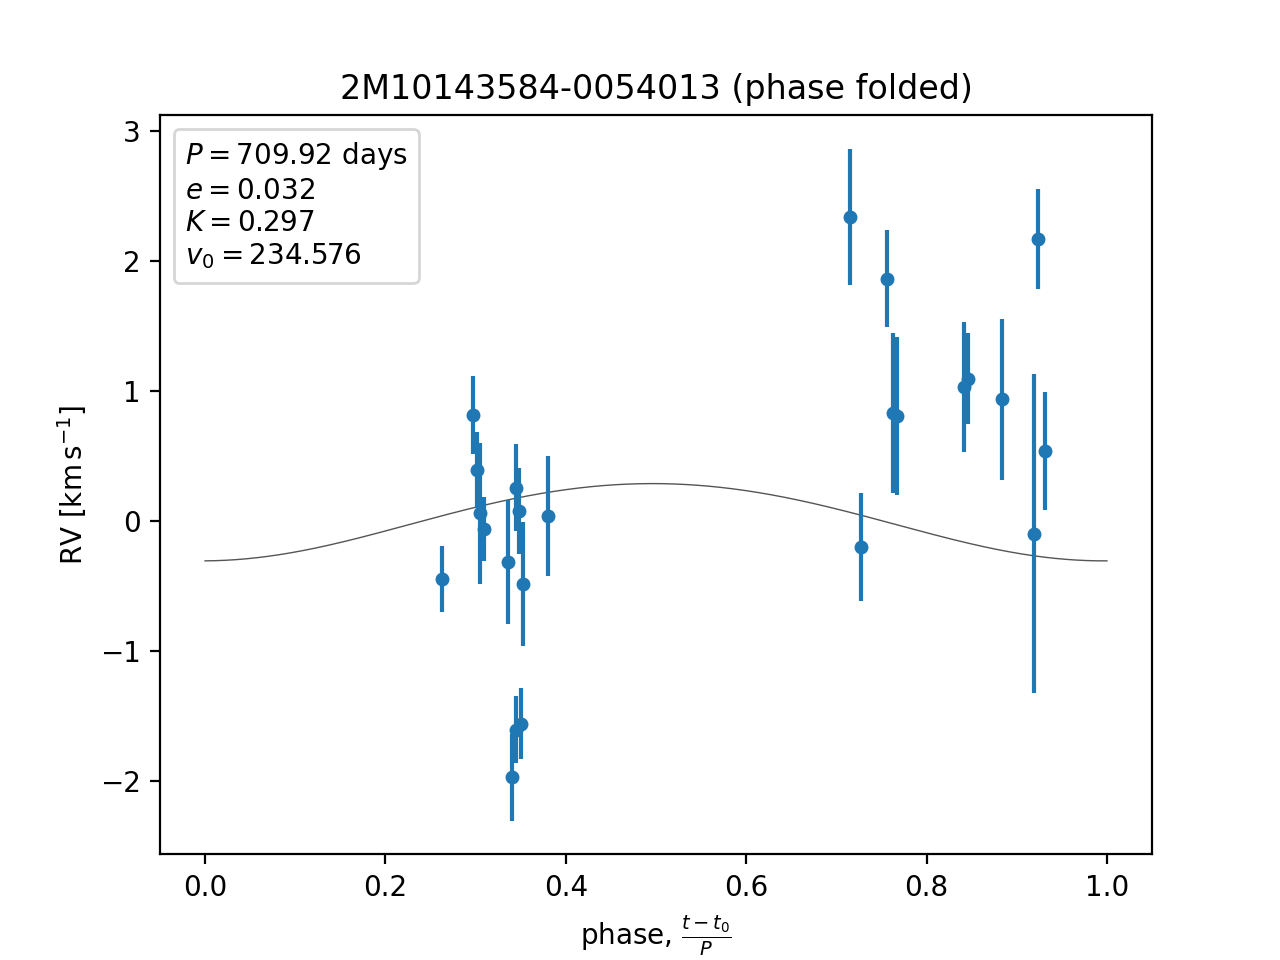 2M10143584-0054013 (phase folded)
P = 709.92 days
e = 0.032
K = 0.297
v₀ = 234.576
3
2
1
0
−1
−2
RV [km s⁻¹]
0.0 0.2 0.4 0.6 0.8 1.0
phase, (t − t₀)/P